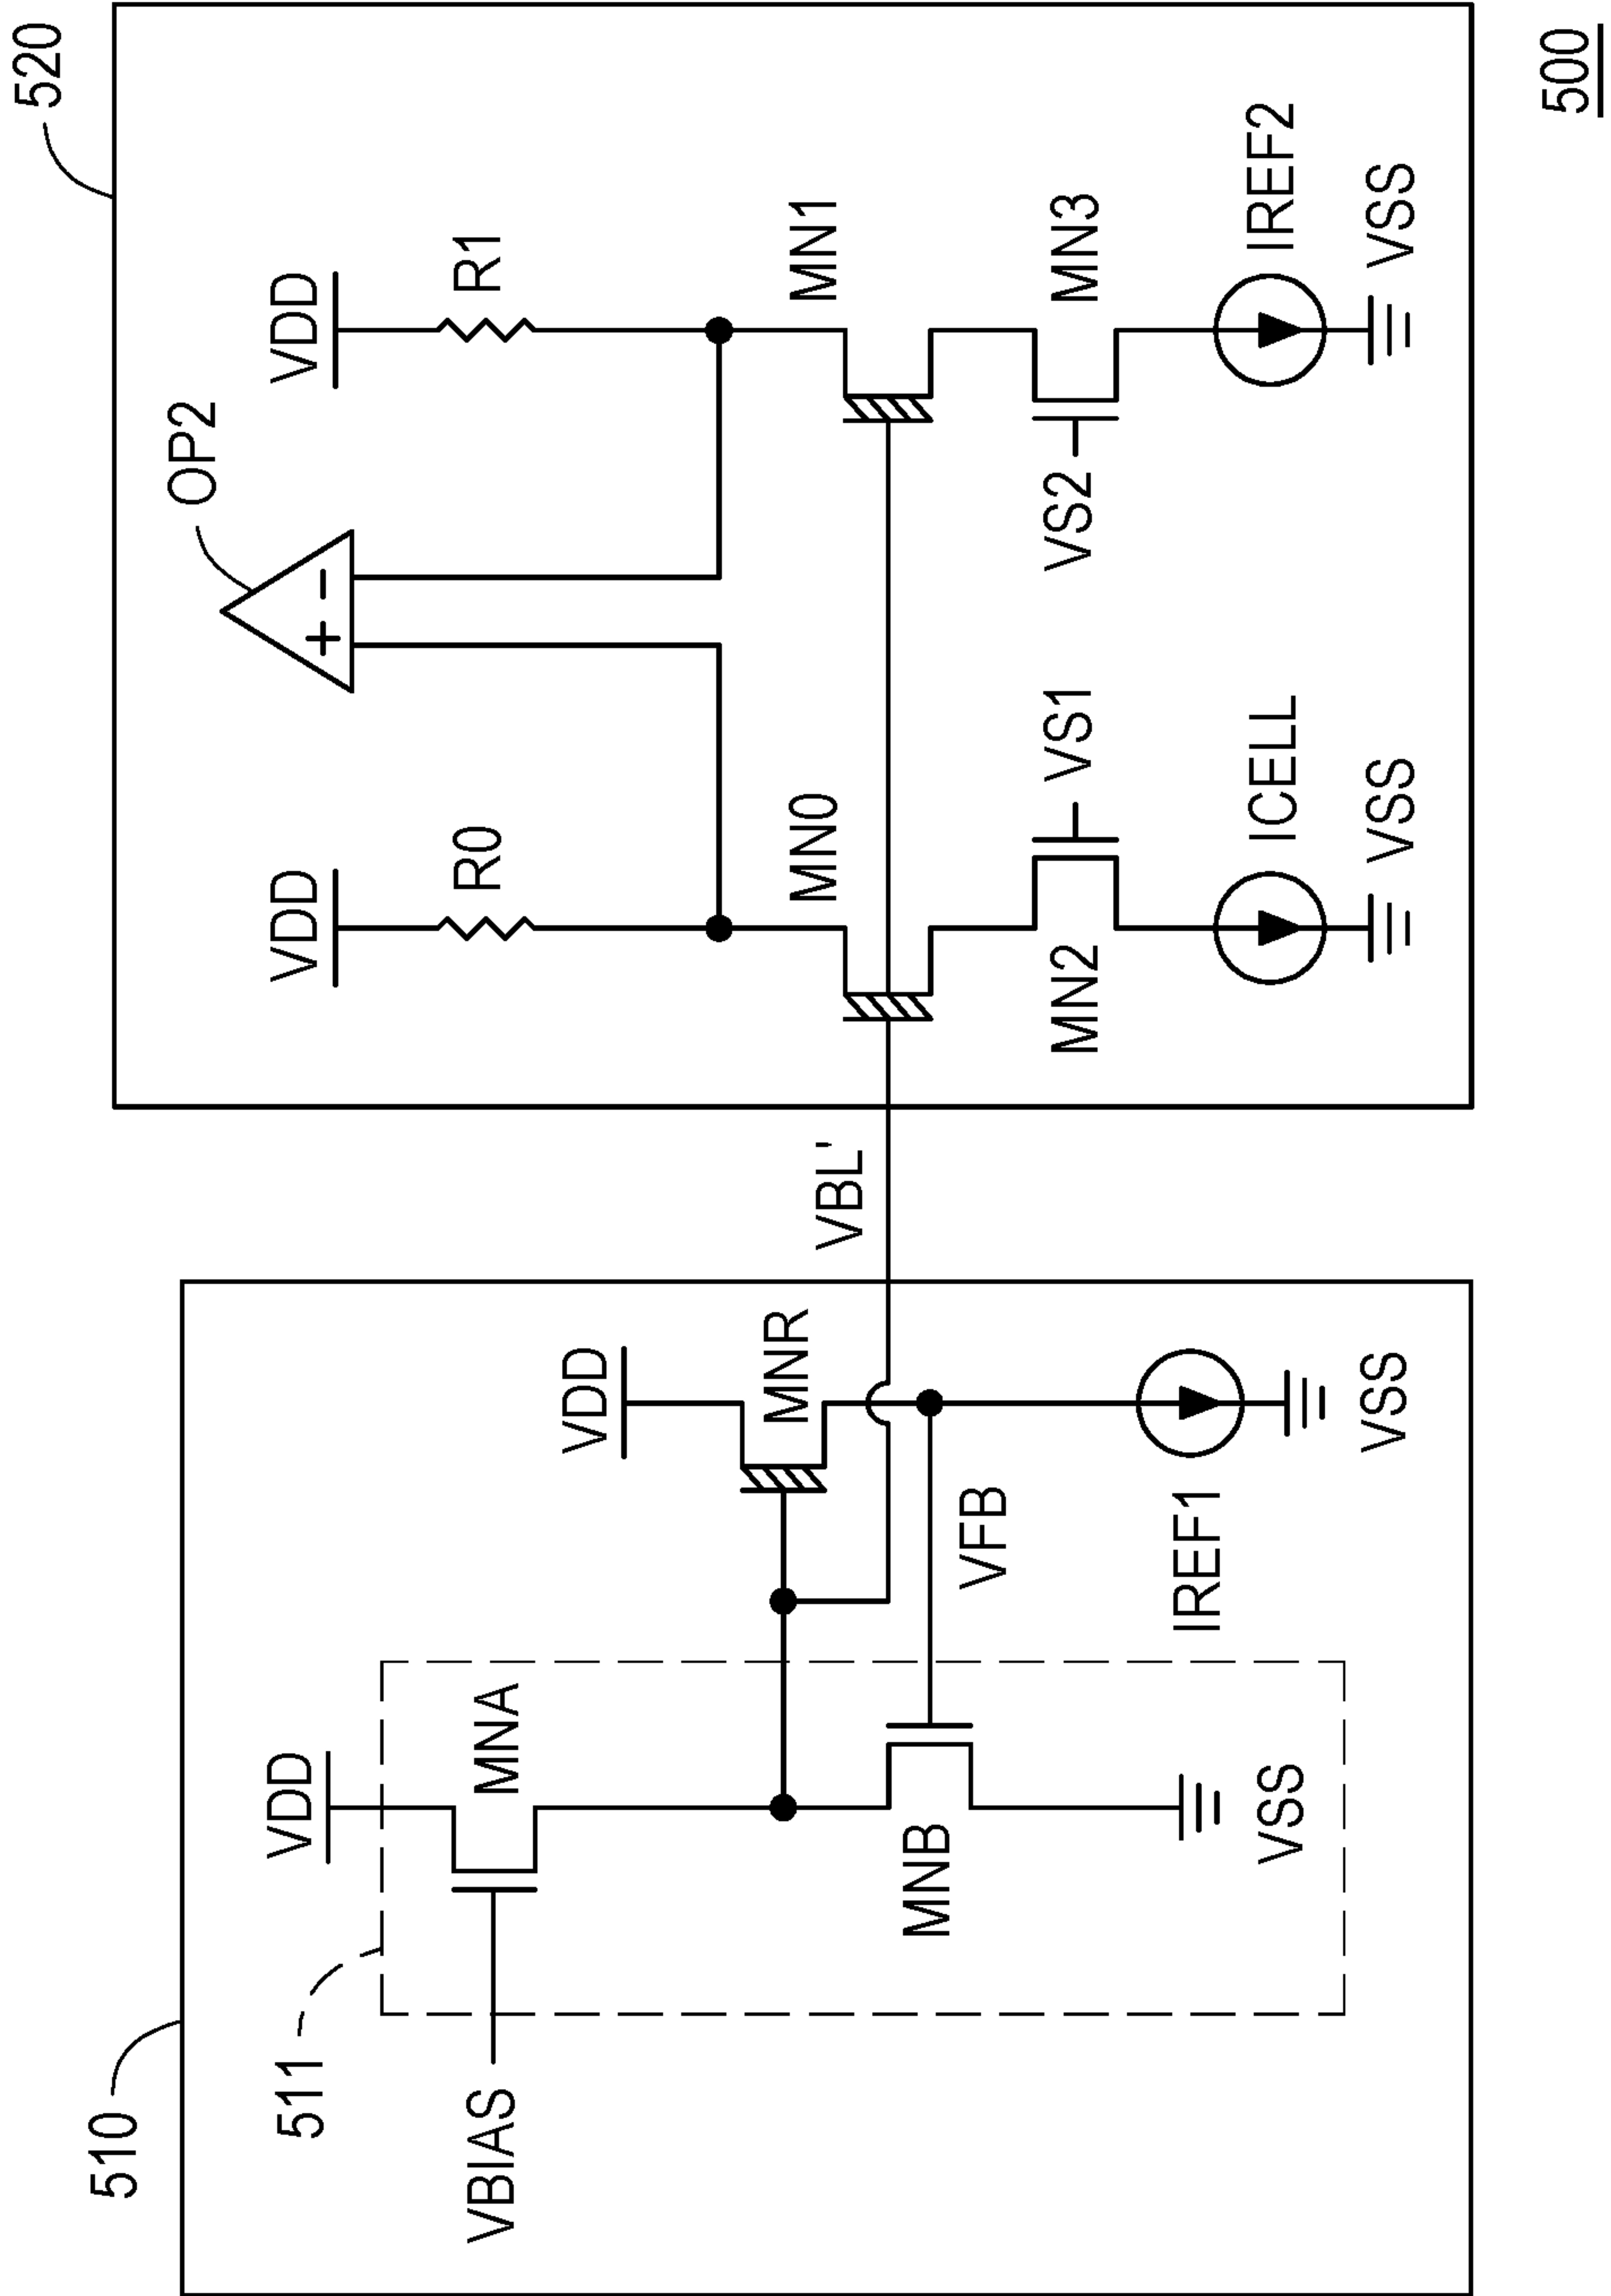 510
511
VBIAS
VDD
MNA
MNB
VSS
VDD
MNR
VFB
IREF1
VSS
VBL'
520
OP2
+
-
VDD
R0
MN0
MN2
VS1
ICELL
VSS
VDD
R1
MN1
VS2
MN3
IREF2
VSS
500